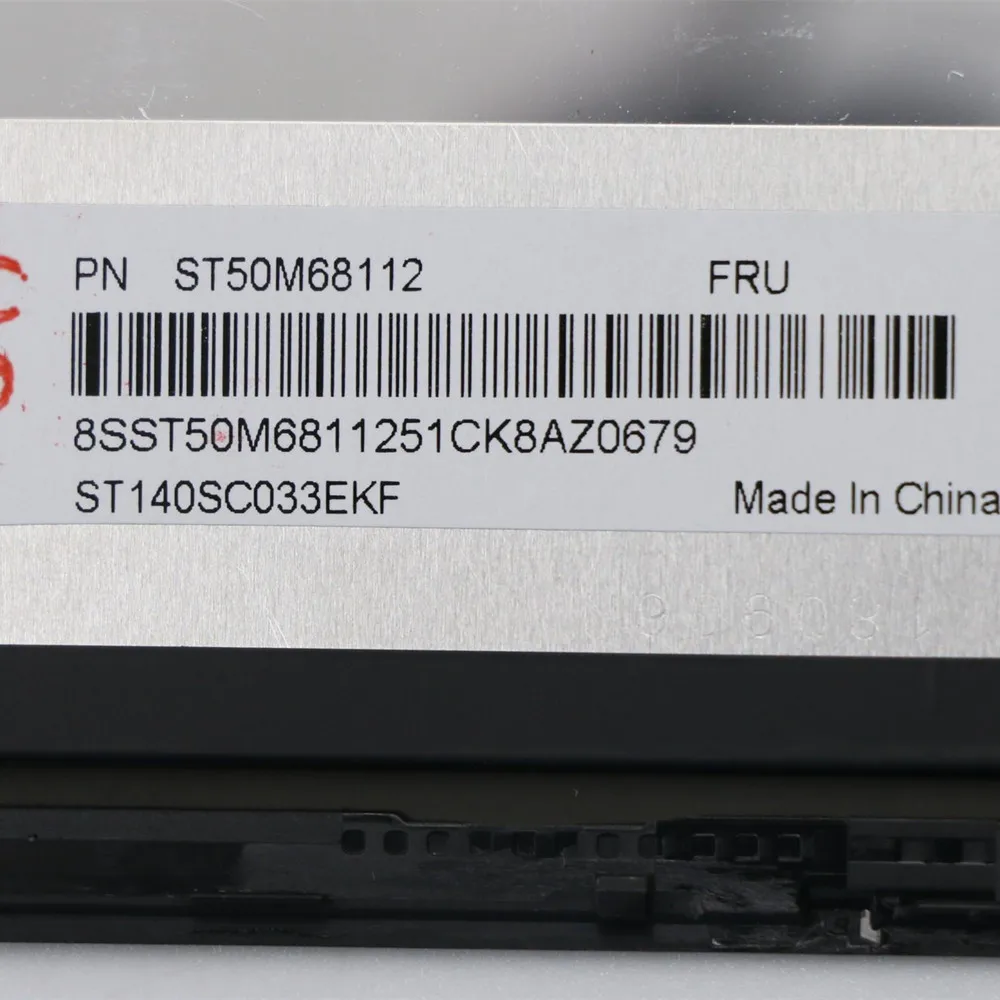 PN ST50M68112 FRU
8SST50M6811251CK8AZ0679
ST140SC033EKF Made In China